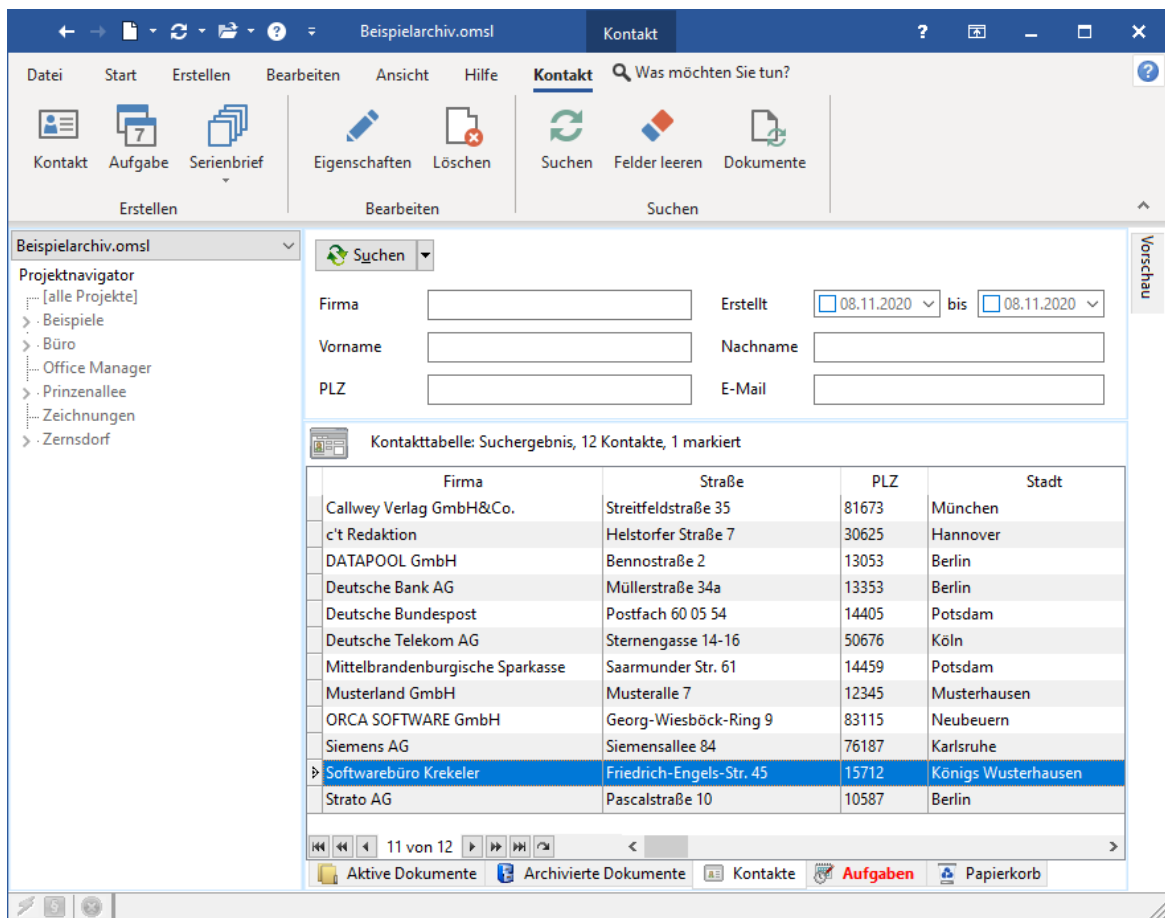 Beispielarchiv.omsl Kontakt
Datei Start Erstellen Bearbeiten Ansicht Hilfe Kontakt Was möchten Sie tun?
7
Kontakt Aufgabe Serienbrief Eigenschaften Löschen Suchen Felder leeren Dokumente
Erstellen Bearbeiten Suchen
Beispielarchiv.omsl
Projektnavigator
[alle Projekte]
Beispiele
Büro
Office Manager
Prinzenallee
Zeichnungen
Zernsdorf
Suchen
Firma Erstellt 08.11.2020 bis 08.11.2020
Vorname Nachname
PLZ E-Mail
Vorschau
Kontakttabelle: Suchergebnis, 12 Kontakte, 1 markiert
Firma Straße PLZ Stadt
Callwey Verlag GmbH&Co. Streitfeldstraße 35 81673 München
c't Redaktion Helstorfer Straße 7 30625 Hannover
DATAPOOL GmbH Bennostraße 2 13053 Berlin
Deutsche Bank AG Müllerstraße 34a 13353 Berlin
Deutsche Bundespost Postfach 60 05 54 14405 Potsdam
Deutsche Telekom AG Sternengasse 14-16 50676 Köln
Mittelbrandenburgische Sparkasse Saarmunder Str. 61 14459 Potsdam
Musterland GmbH Musteralle 7 12345 Musterhausen
ORCA SOFTWARE GmbH Georg-Wiesböck-Ring 9 83115 Neubeuern
Siemens AG Siemensallee 84 76187 Karlsruhe
Softwarebüro Krekeler Friedrich-Engels-Str. 45 15712 Königs Wusterhausen
Strato AG Pascalstraße 10 10587 Berlin
11 von 12
Aktive Dokumente Archivierte Dokumente Kontakte Aufgaben Papierkorb